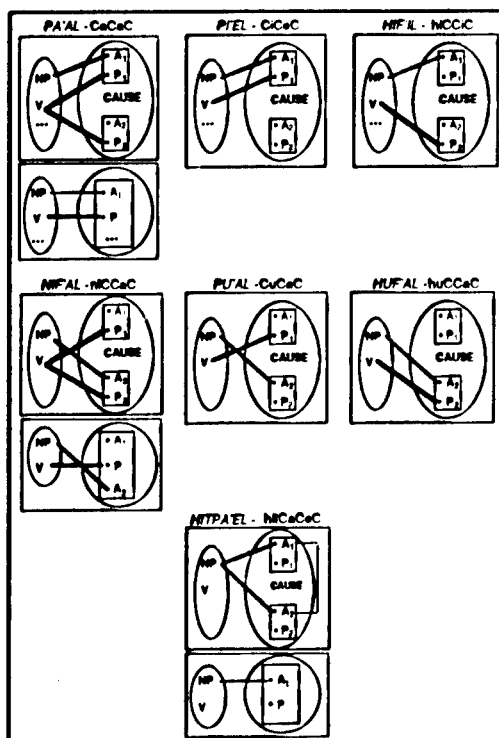 PA'AL - CaCaC
NP
V
...
A₁
P₁
CAUSE
A₂
P₂
NP
V
...
A₁
P
...
PI'EL - CiCeC
NP
V
...
A₁
P₁
CAUSE
A₂
P₂
HIF'IL - hiCCiC
NP
V
...
A₁
P₁
CAUSE
A₂
P₂
NIF'AL - niCCaC
NP
V
A₁
P₁
CAUSE
A₂
P₂
NP
V
A₁
P
A₂
PU'AL - CuCaC
NP
V
A₁
P₁
CAUSE
A₂
P₂
HUF'AL - huCCaC
NP
V
A₁
P₁
CAUSE
A₂
P₂
HITPA'EL - hitCaCeC
NP
V
A₁
P₁
CAUSE
A₂
P₂
NP
V
A₁
P